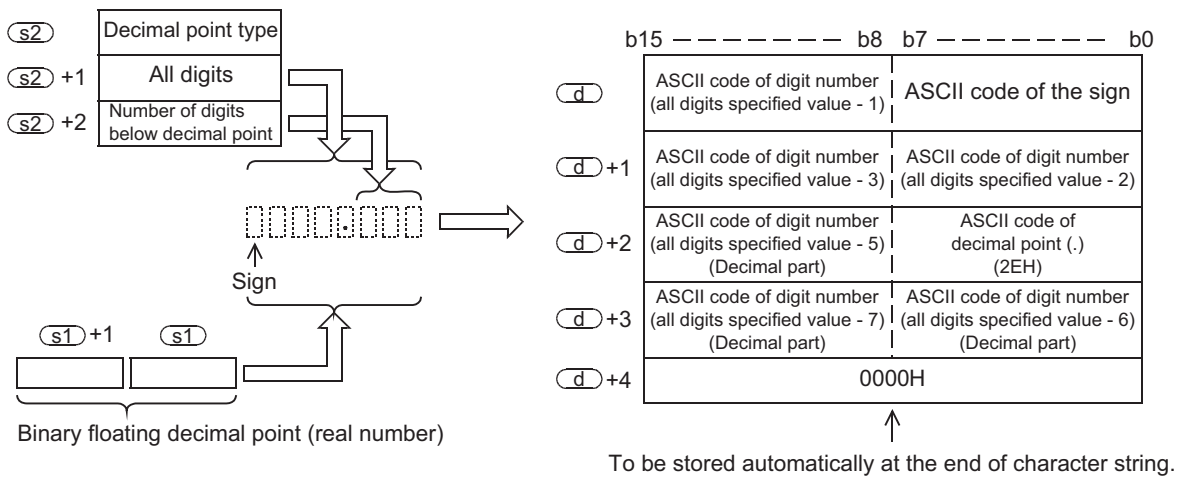 s2 Decimal point type
s2 +1 All digits
s2 +2 Number of digits
below decimal point
Sign
s1 +1 s1
Binary floating decimal point (real number)
b15 b8 b7 b0
d
ASCII code of digit number
(all digits specified value - 1)
ASCII code of the sign
d +1
ASCII code of digit number
(all digits specified value - 3)
ASCII code of digit number
(all digits specified value - 2)
d +2
ASCII code of digit number
(all digits specified value - 5)
(Decimal part)
ASCII code of
decimal point (.)
(2EH)
d +3
ASCII code of digit number
(all digits specified value - 7)
(Decimal part)
ASCII code of digit number
(all digits specified value - 6)
(Decimal part)
d +4
0000H
To be stored automatically at the end of character string.